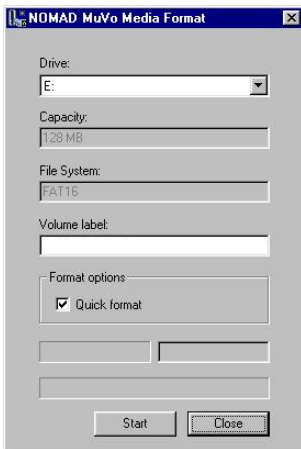 NOMAD MuVo Media Format
Drive:
E:
Capacity:
128 MB
File System:
FAT16
Volume label:
Format options
Quick format
Start
Close